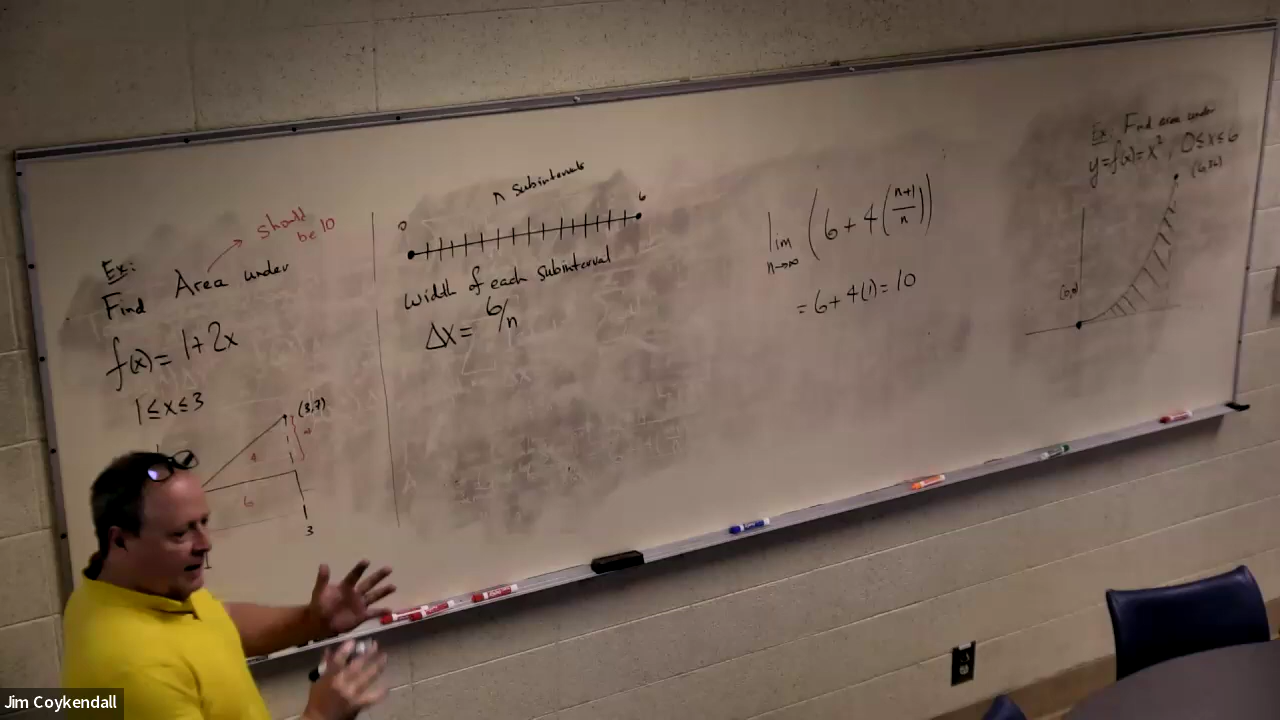 Ex:
should
be 10
Find Area under
f(x) = 1+2x
1≤x≤3
(3,7)
4
6
3
1
n subintervals
0
6
Width of each subinterval
Δx = 6/n
lim n→∞ (6 + 4((n+1)/n))
= 6+4(1) = 10
Ex: Find area under
y=f(x)=x², 0≤x≤6
(6,36)
(0,0)
Jim Coykendall